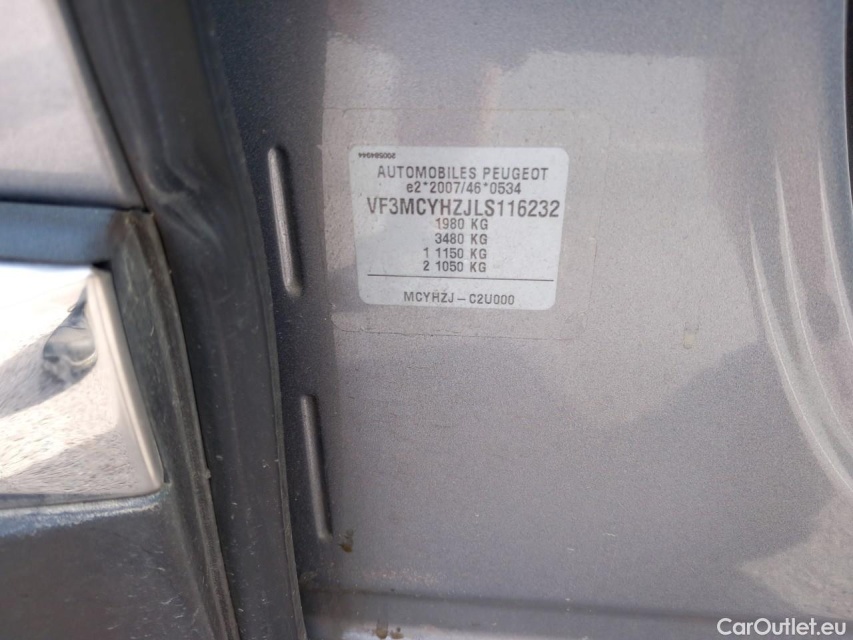 200584944
AUTOMOBILES PEUGEOT
e2*2007/46*0534
VF3MCYHZJLS116232
1980 KG
3480 KG
1 1150 KG
2 1050 KG
MCYHZJ-C2U000
CarOutlet.eu